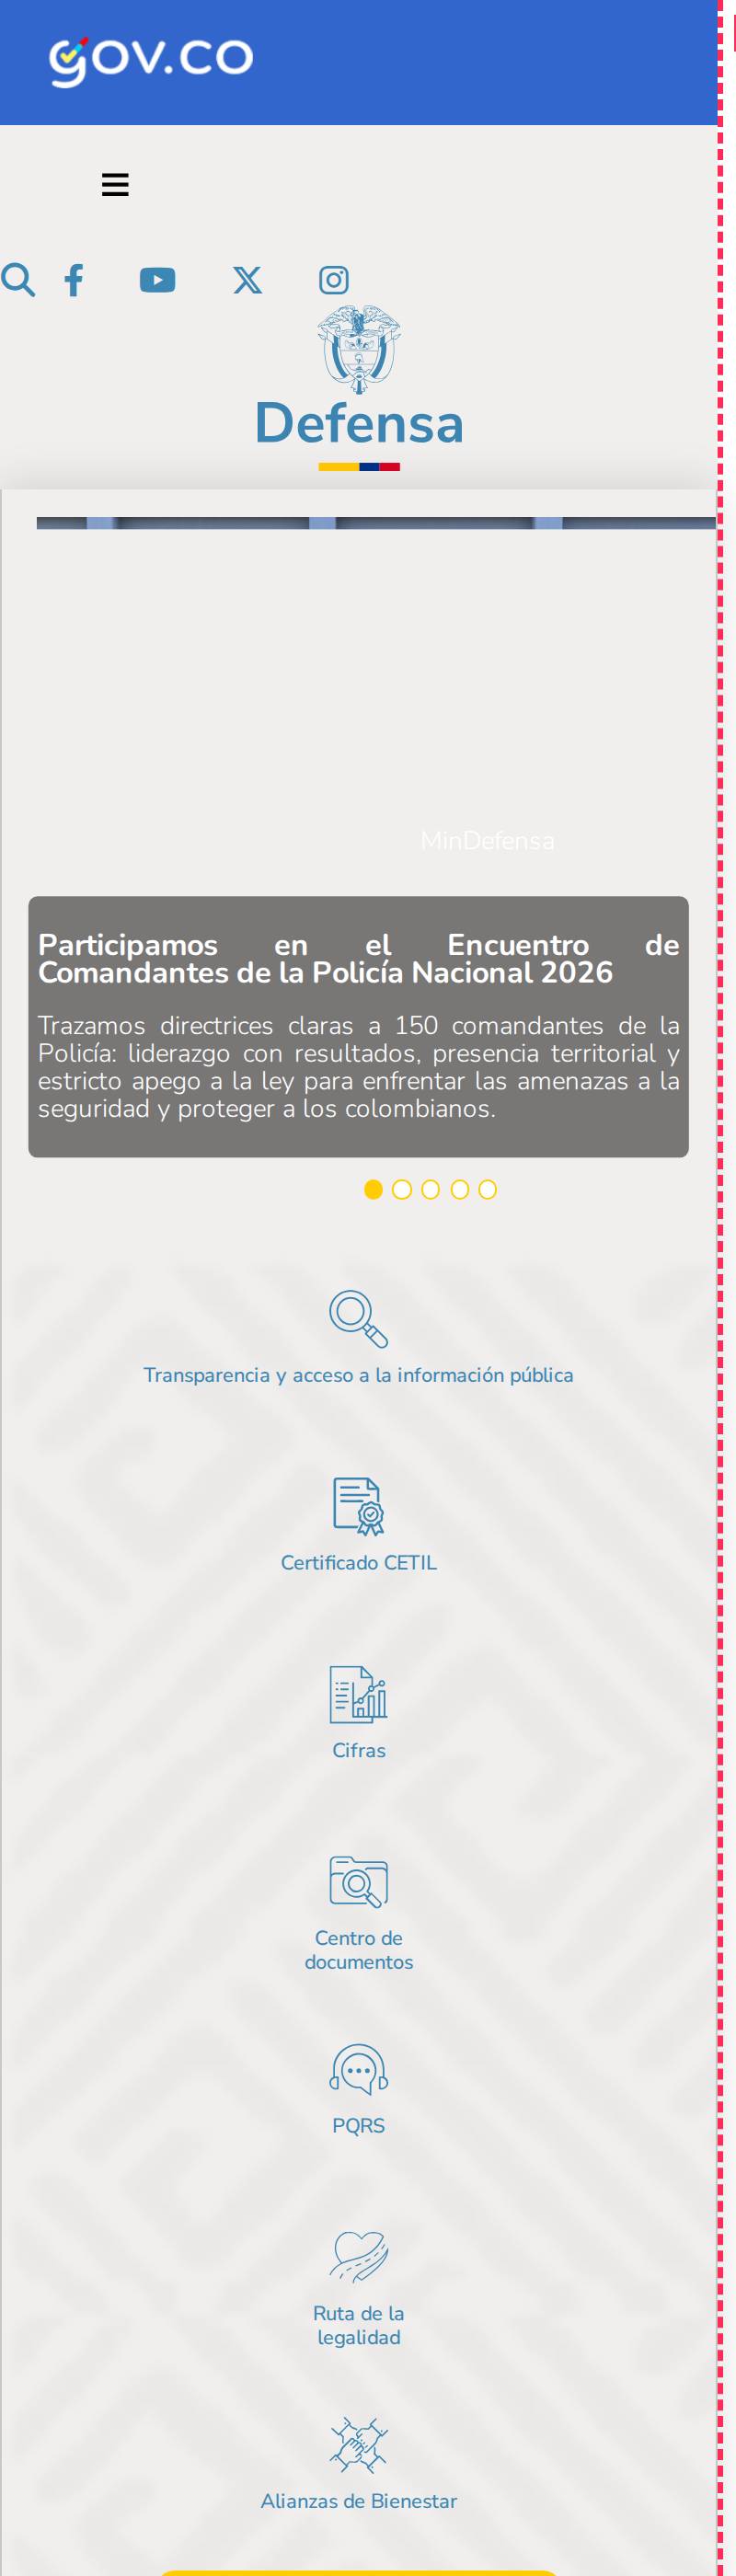 gov.co
Defensa
MinDefensa
Participamos en el Encuentro de
Comandantes de la Policía Nacional 2026
Trazamos directrices claras a 150 comandantes de la
Policía: liderazgo con resultados, presencia territorial y
estricto apego a la ley para enfrentar las amenazas a la
seguridad y proteger a los colombianos.
Transparencia y acceso a la información pública
Certificado CETIL
Cifras
Centro de
documentos
PQRS
Ruta de la
legalidad
Alianzas de Bienestar